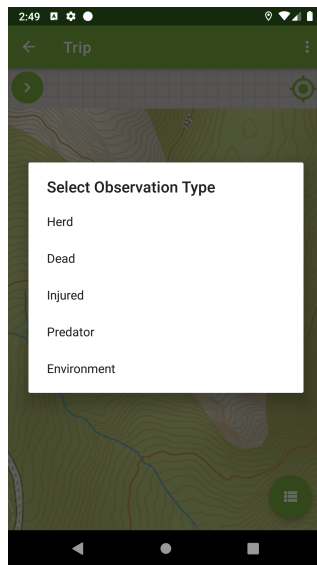 2:49
Trip
Select Observation Type
Herd
Dead
Injured
Predator
Environment